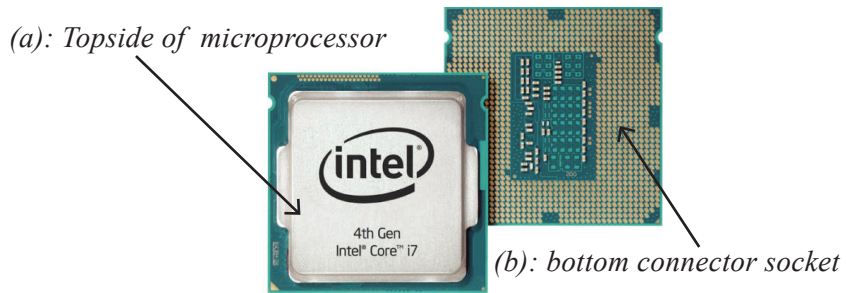 (a): Topside of microprocessor
intel®
4th Gen
Intel® Core™ i7
(b): bottom connector socket